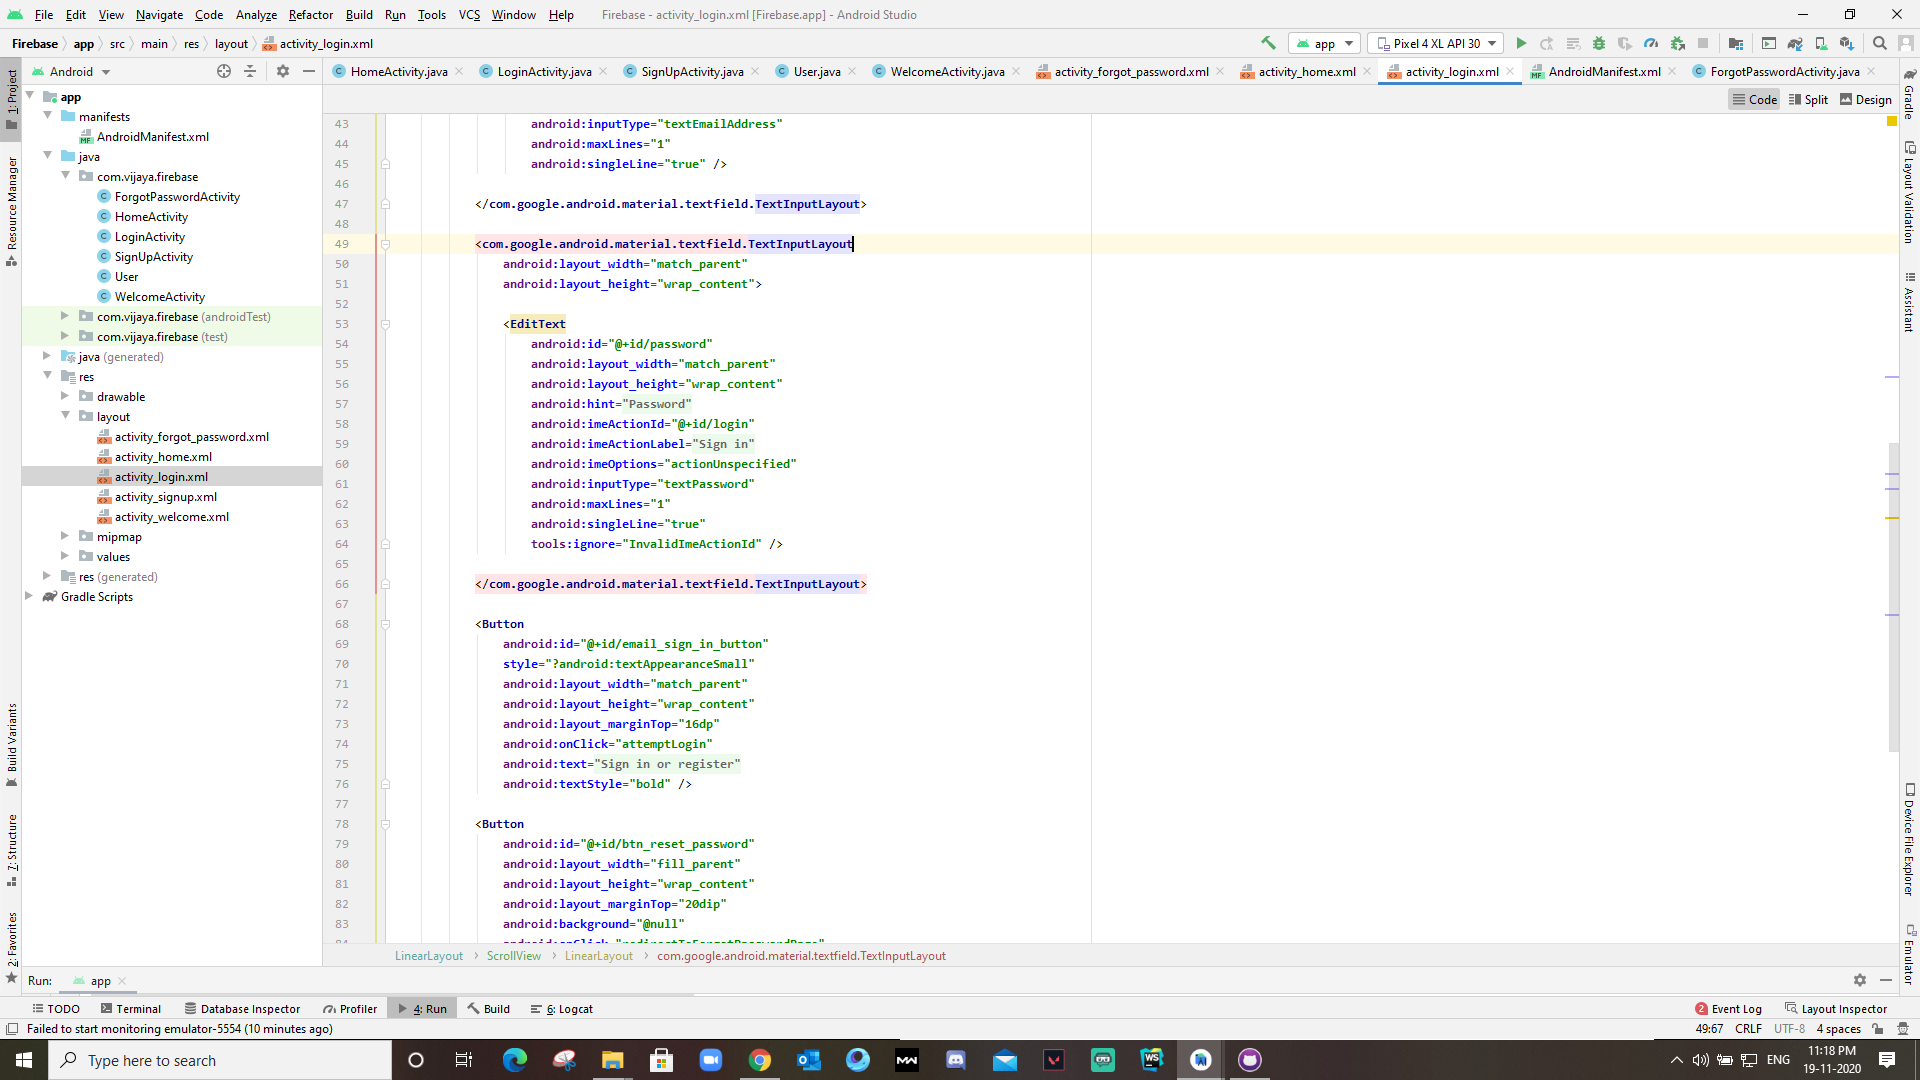 File Edit View Navigate Code Analyze Refactor Build Run Tools VCS Window Help Firebase - activity_login.xml [Firebase.app] - Android Studio
Firebase app src main res layout activity_login.xml app Pixel 4 XL API 30
Android HomeActivity.java LoginActivity.java SignUpActivity.java User.java WelcomeActivity.java activity_forgot_password.xml activity_home.xml activity_login.xml AndroidManifest.xml ForgotPasswordActivity.java
Code Split Design
1: Project
Resource Manager
Build Variants
7: Structure
2: Favorites
app
manifests
AndroidManifest.xml
java
com.vijaya.firebase
ForgotPasswordActivity
HomeActivity
LoginActivity
SignUpActivity
User
WelcomeActivity
com.vijaya.firebase (androidTest)
com.vijaya.firebase (test)
java (generated)
res
drawable
layout
activity_forgot_password.xml
activity_home.xml
activity_login.xml
activity_signup.xml
activity_welcome.xml
mipmap
values
res (generated)
Gradle Scripts
43 android:inputType="textEmailAddress"
44 android:maxLines="1"
45 android:singleLine="true" />
46
47 </com.google.android.material.textfield.TextInputLayout>
48
49 <com.google.android.material.textfield.TextInputLayout
50 android:layout_width="match_parent"
51 android:layout_height="wrap_content">
52
53 <EditText
54 android:id="@+id/password"
55 android:layout_width="match_parent"
56 android:layout_height="wrap_content"
57 android:hint="Password"
58 android:imeActionId="@+id/login"
59 android:imeActionLabel="Sign in"
60 android:imeOptions="actionUnspecified"
61 android:inputType="textPassword"
62 android:maxLines="1"
63 android:singleLine="true"
64 tools:ignore="InvalidImeActionId" />
65
66 </com.google.android.material.textfield.TextInputLayout>
67
68 <Button
69 android:id="@+id/email_sign_in_button"
70 style="?android:textAppearanceSmall"
71 android:layout_width="match_parent"
72 android:layout_height="wrap_content"
73 android:layout_marginTop="16dp"
74 android:onClick="attemptLogin"
75 android:text="Sign in or register"
76 android:textStyle="bold" />
77
78 <Button
79 android:id="@+id/btn_reset_password"
80 android:layout_width="fill_parent"
81 android:layout_height="wrap_content"
82 android:layout_marginTop="20dip"
83 android:background="@null"
84 android:onClick="redirectToForgotPasswordPage"
LinearLayout ScrollView LinearLayout com.google.android.material.textfield.TextInputLayout
Gradle
Layout Validation
Assistant
Device File Explorer
Emulator
Run: app
TODO Terminal Database Inspector Profiler 4: Run Build 6: Logcat 2 Event Log Layout Inspector
Failed to start monitoring emulator-5554 (10 minutes ago) 49:67 CRLF UTF-8 4 spaces
Type here to search ENG 11:18 PM
19-11-2020